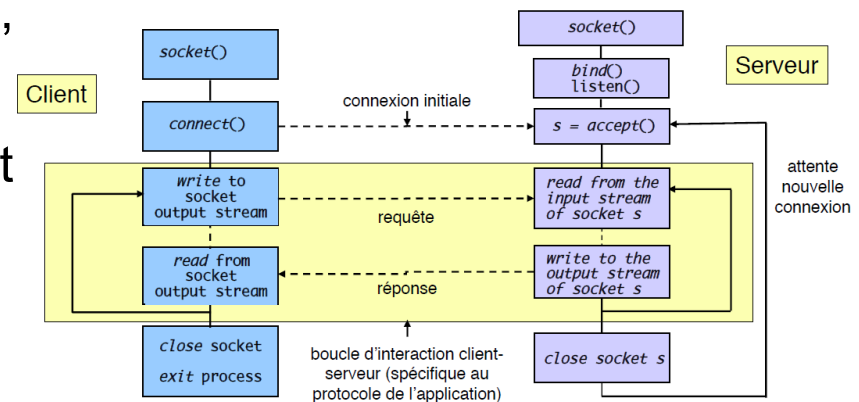 ,
t
Client
socket()
connect()
write to
socket
output stream
read from
socket
output stream
close socket
exit process
connexion initiale
requête
réponse
boucle d'interaction client-
serveur (spécifique au
protocole de l'application)
socket()
bind()
listen()
s = accept()
read from the
input stream
of socket s
write to the
output stream
of socket s
close socket s
Serveur
attente
nouvelle
connexion